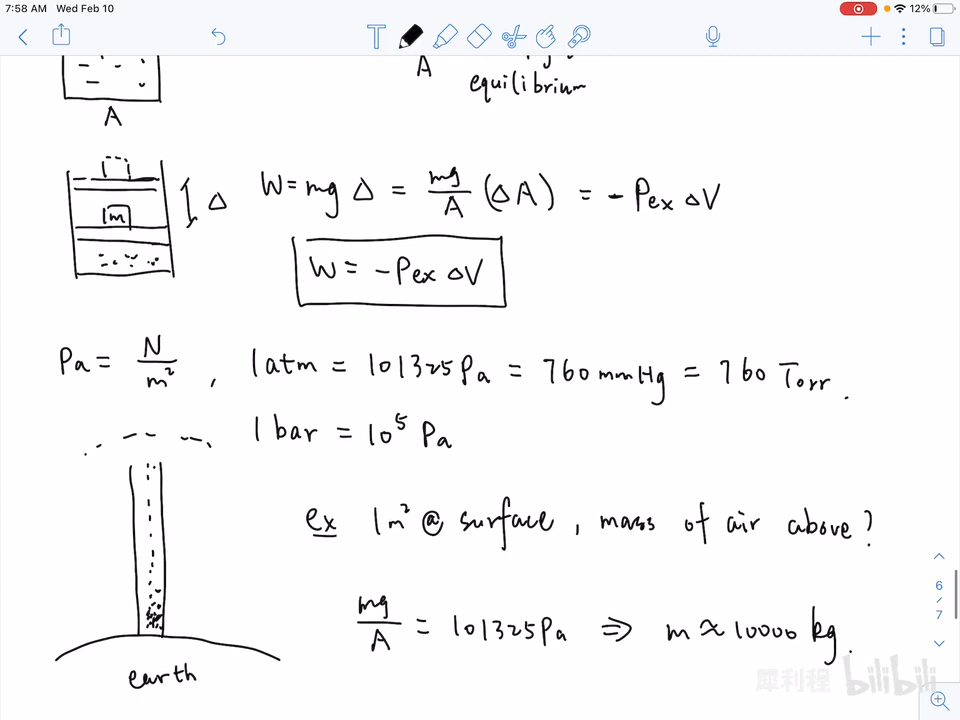 7:58 AM Wed Feb 10
12%
A
equilibrium
A
m
Δ
W = mg Δ = mg/A (ΔA) = -Pex ΔV
W = -Pex ΔV
Pa = N/m², 1 atm = 101325 Pa = 760 mmHg = 760 Torr.
1 bar = 10⁵ Pa
ex 1m² @ surface, mass of air above?
6
/
7
mg/A = 101325 Pa ⇒ m ≈ 10000 kg.
earth
犀利程 bilibili